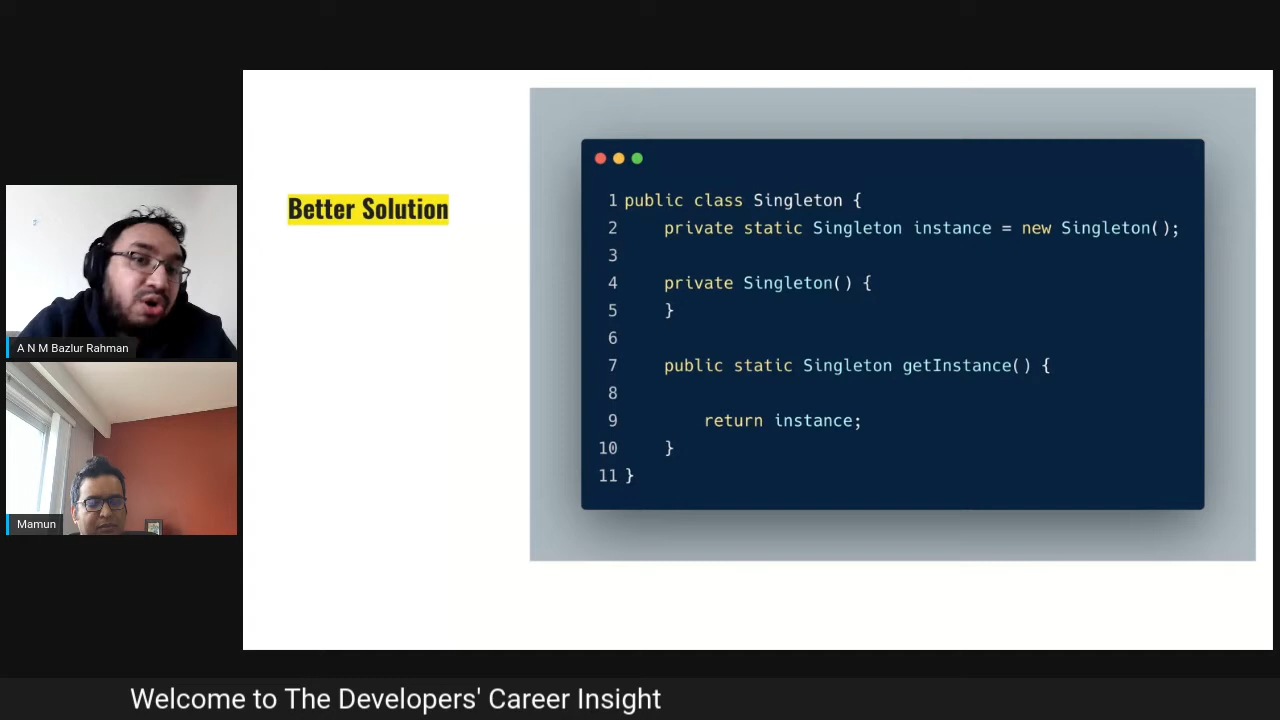 Better Solution
1 public class Singleton {
2     private static Singleton instance = new Singleton();
3
4     private Singleton() {
5     }
6
7     public static Singleton getInstance() {
8
9         return instance;
10     }
11 }
A N M Bazlur Rahman
Mamun
Welcome to The Developers' Career Insight